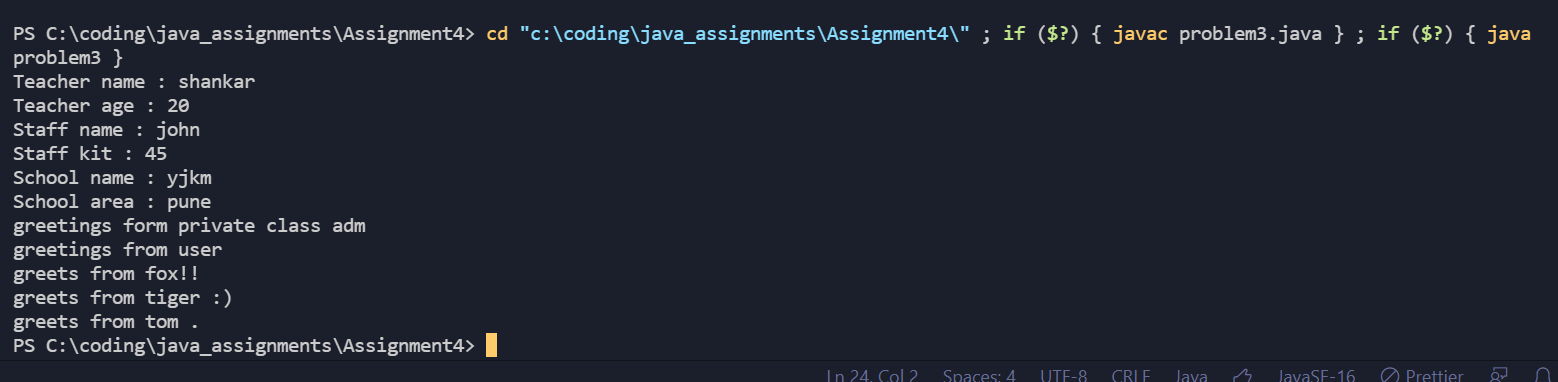 PS C:\coding\java_assignments\Assignment4> cd "c:\coding\java_assignments\Assignment4\" ; if ($?) { javac problem3.java } ; if ($?) { java
problem3 }
Teacher name : shankar
Teacher age : 20
Staff name : john
Staff kit : 45
School name : yjkm
School area : pune
greetings form private class adm
greetings from user
greets from fox!!
greets from tiger :)
greets from tom .
PS C:\coding\java_assignments\Assignment4>
Ln 24, Col 2 Spaces: 4 UTF-8 CRLF Java JavaSE-16 Prettier